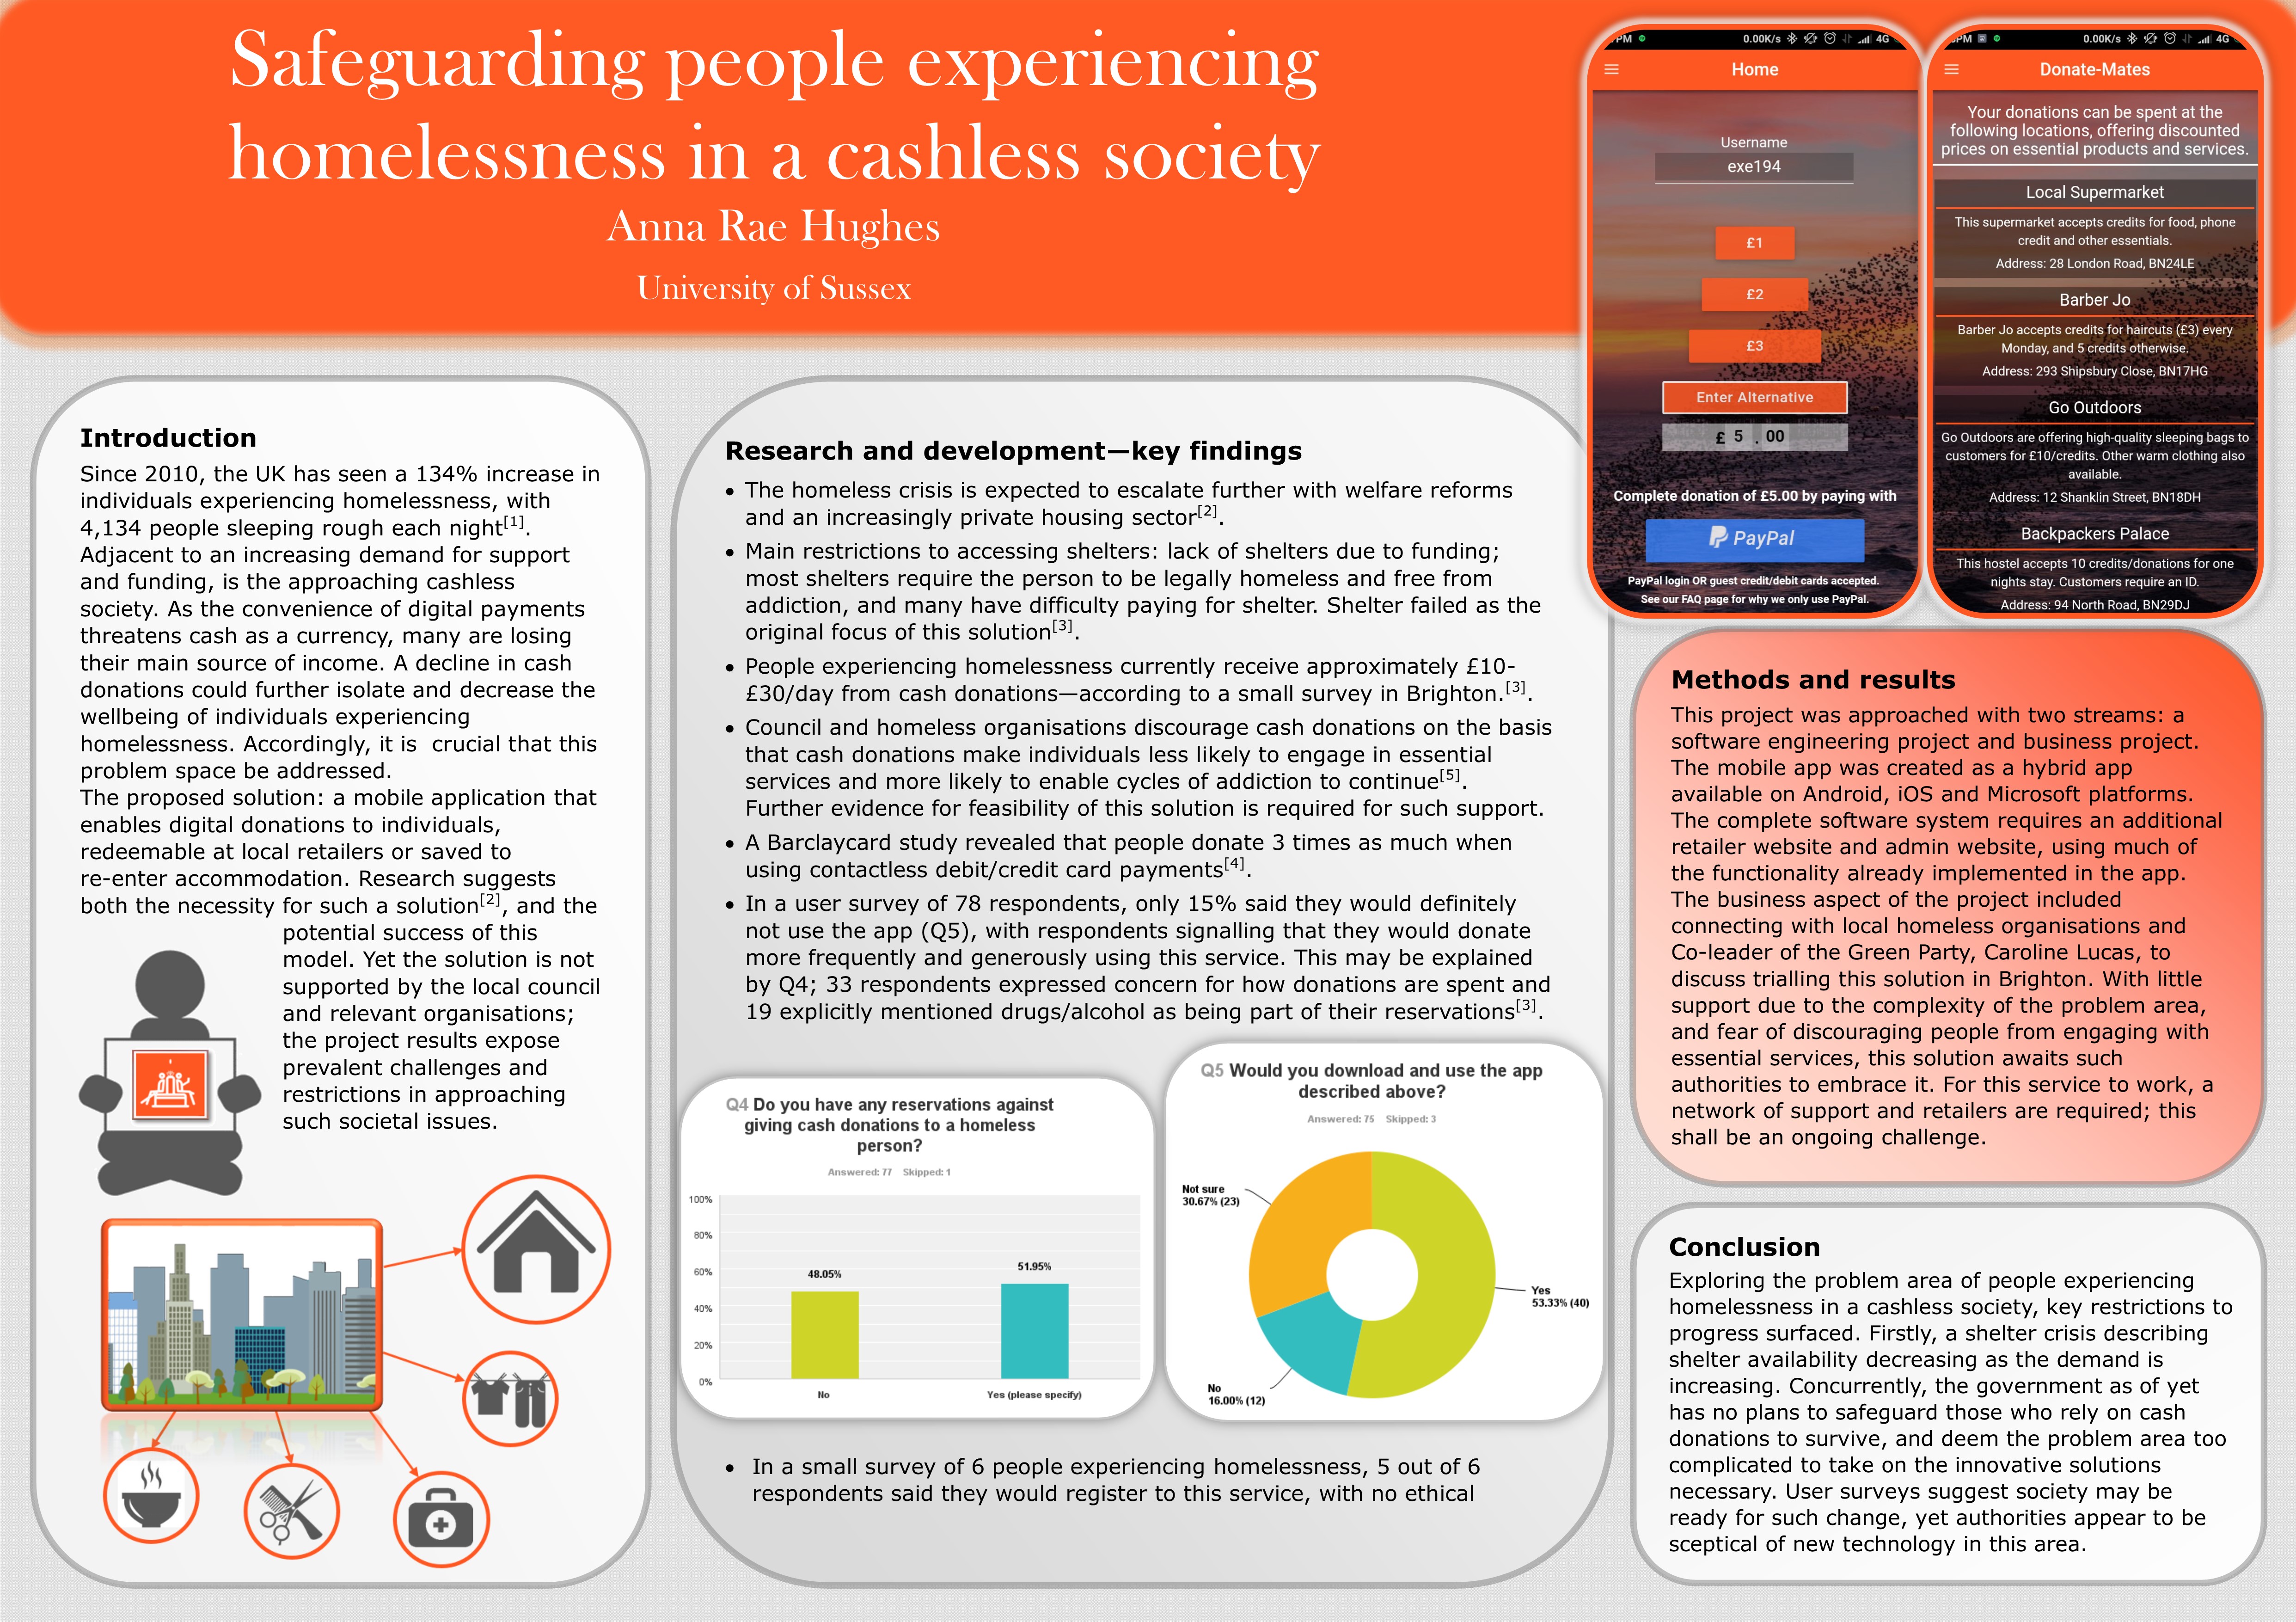 Safeguarding people experiencing
homelessness in a cashless society
Anna Rae Hughes
University of Sussex
PM 0.00K/s 4G
Home
Username
exe194
£1
£2
£3
Enter Alternative
£ 5 . 00
Complete donation of £5.00 by paying with
PayPal
PayPal login OR guest credit/debit cards accepted.
See our FAQ page for why we only use PayPal.
PM 0.00K/s 4G
Donate-Mates
Your donations can be spent at the
following locations, offering discounted
prices on essential products and services.
Local Supermarket
This supermarket accepts credits for food, phone
credit and other essentials.
Address: 28 London Road, BN24LE
Barber Jo
Barber Jo accepts credits for haircuts (£3) every
Monday, and 5 credits otherwise.
Address: 293 Shipsbury Close, BN17HG
Go Outdoors
Go Outdoors are offering high-quality sleeping bags to
customers for £10/credits. Other warm clothing also
available.
Address: 12 Shanklin Street, BN18DH
Backpackers Palace
This hostel accepts 10 credits/donations for one
nights stay. Customers require an ID.
Address: 94 North Road, BN29DJ
Introduction
Since 2010, the UK has seen a 134% increase in
individuals experiencing homelessness, with
4,134 people sleeping rough each night[1].
Adjacent to an increasing demand for support
and funding, is the approaching cashless
society. As the convenience of digital payments
threatens cash as a currency, many are losing
their main source of income. A decline in cash
donations could further isolate and decrease the
wellbeing of individuals experiencing
homelessness. Accordingly, it is  crucial that this
problem space be addressed.
The proposed solution: a mobile application that
enables digital donations to individuals,
redeemable at local retailers or saved to
re-enter accommodation. Research suggests
both the necessity for such a solution[2], and the
potential success of this
model. Yet the solution is not
supported by the local council
and relevant organisations;
the project results expose
prevalent challenges and
restrictions in approaching
such societal issues.
Research and development—key findings
• The homeless crisis is expected to escalate further with welfare reforms
and an increasingly private housing sector[2].
• Main restrictions to accessing shelters: lack of shelters due to funding;
most shelters require the person to be legally homeless and free from
addiction, and many have difficulty paying for shelter. Shelter failed as the
original focus of this solution[3].
• People experiencing homelessness currently receive approximately £10-
£30/day from cash donations—according to a small survey in Brighton.[3].
• Council and homeless organisations discourage cash donations on the basis
that cash donations make individuals less likely to engage in essential
services and more likely to enable cycles of addiction to continue[5].
Further evidence for feasibility of this solution is required for such support.
• A Barclaycard study revealed that people donate 3 times as much when
using contactless debit/credit card payments[4].
• In a user survey of 78 respondents, only 15% said they would definitely
not use the app (Q5), with respondents signalling that they would donate
more frequently and generously using this service. This may be explained
by Q4; 33 respondents expressed concern for how donations are spent and
19 explicitly mentioned drugs/alcohol as being part of their reservations[3].
Q4 Do you have any reservations against
giving cash donations to a homeless
person?
Answered: 77 Skipped: 1
100%
80%
60%
40%
20%
0%
48.05%
51.95%
No
Yes (please specify)
Q5 Would you download and use the app
described above?
Answered: 75 Skipped: 3
Not sure
30.67% (23)
Yes
53.33% (40)
No
16.00% (12)
• In a small survey of 6 people experiencing homelessness, 5 out of 6
respondents said they would register to this service, with no ethical
Methods and results
This project was approached with two streams: a
software engineering project and business project.
The mobile app was created as a hybrid app
available on Android, iOS and Microsoft platforms.
The complete software system requires an additional
retailer website and admin website, using much of
the functionality already implemented in the app.
The business aspect of the project included
connecting with local homeless organisations and
Co-leader of the Green Party, Caroline Lucas, to
discuss trialling this solution in Brighton. With little
support due to the complexity of the problem area,
and fear of discouraging people from engaging with
essential services, this solution awaits such
authorities to embrace it. For this service to work, a
network of support and retailers are required; this
shall be an ongoing challenge.
Conclusion
Exploring the problem area of people experiencing
homelessness in a cashless society, key restrictions to
progress surfaced. Firstly, a shelter crisis describing
shelter availability decreasing as the demand is
increasing. Concurrently, the government as of yet
has no plans to safeguard those who rely on cash
donations to survive, and deem the problem area too
complicated to take on the innovative solutions
necessary. User surveys suggest society may be
ready for such change, yet authorities appear to be
sceptical of new technology in this area.